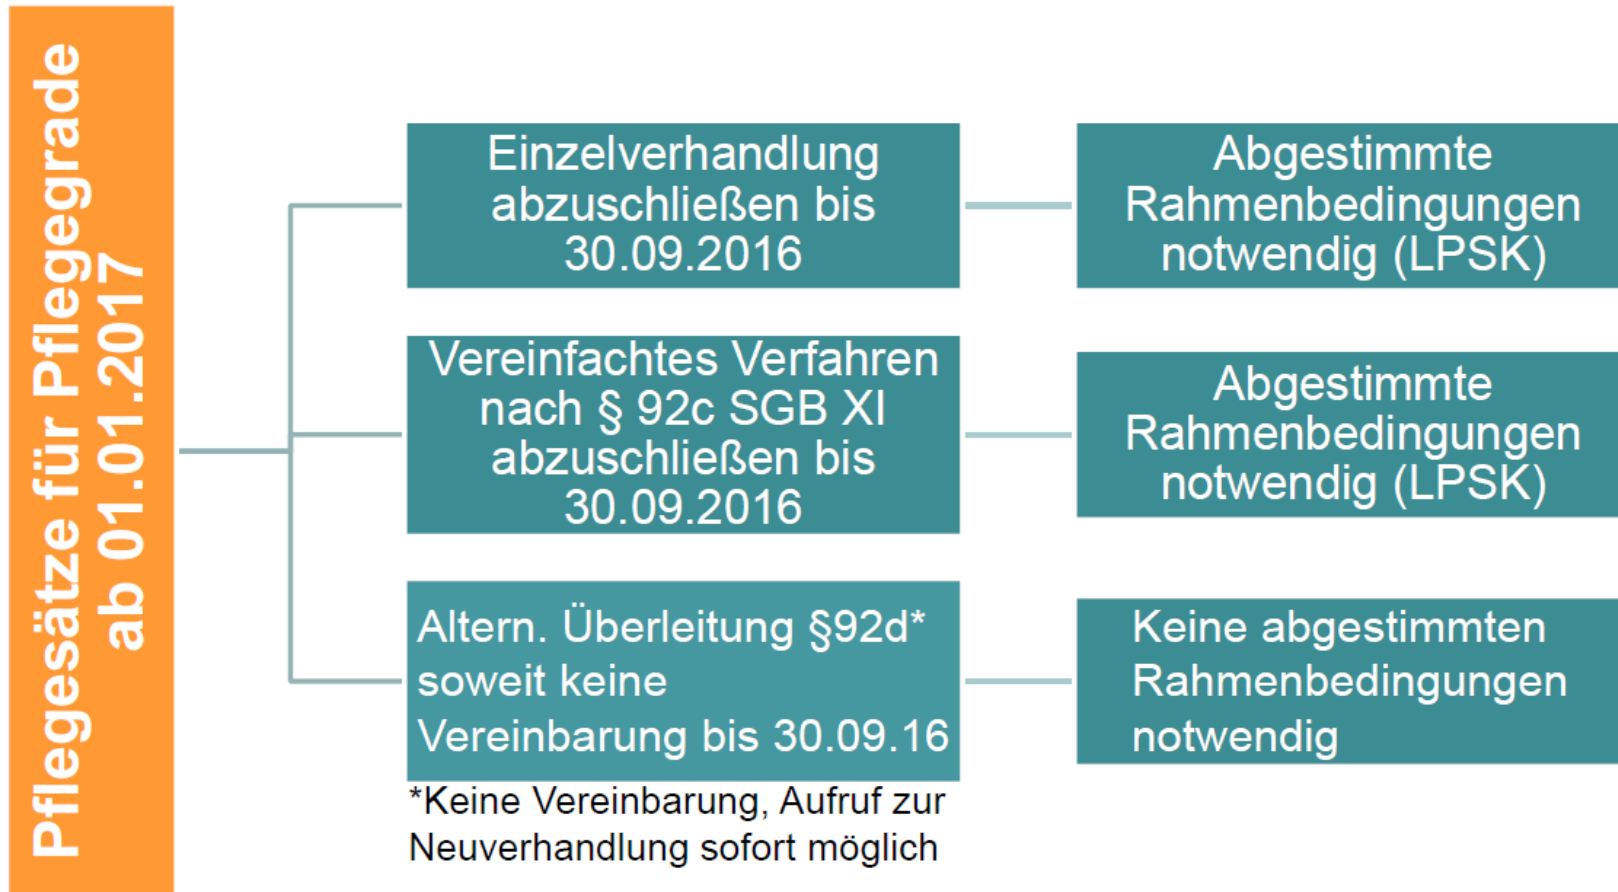 Pflegesätze für Pflegegrade
ab 01.01.2017
Einzelverhandlung
abzuschließen bis
30.09.2016
Abgestimmte
Rahmenbedingungen
notwendig (LPSK)
Vereinfachtes Verfahren
nach § 92c SGB XI
abzuschließen bis
30.09.2016
Abgestimmte
Rahmenbedingungen
notwendig (LPSK)
Altern. Überleitung §92d*
soweit keine
Vereinbarung bis 30.09.16
Keine abgestimmten
Rahmenbedingungen
notwendig
*Keine Vereinbarung, Aufruf zur
Neuverhandlung sofort möglich